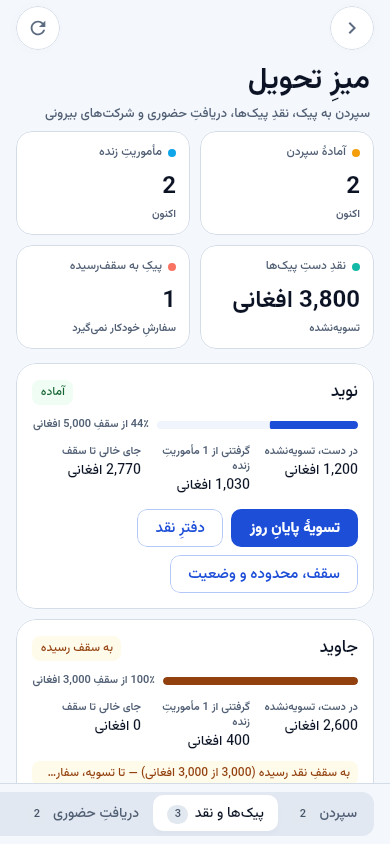 میزِ تحویل
سپردن به پیک، نقدِ پیک‌ها، دریافتِ حضوری و شرکت‌های بیرونی
آمادهٔ سپردن
2
اکنون
مأموریتِ زنده
2
اکنون
نقدِ دستِ پیک‌ها
3,800 افغانی
تسویه‌نشده
پیکِ به سقف‌رسیده
1
سفارشِ خودکار نمی‌گیرد
نوید
آماده
44٪ از سقفِ 5,000 افغانی
در دست، تسویه‌نشده
1,200 افغانی
گرفتنی از 1 مأموریتِ
زنده
1,030 افغانی
جای خالی تا سقف
2,770 افغانی
تسویهٔ پایانِ روز
دفترِ نقد
سقف، محدوده و وضعیت
جاوید
به سقف رسیده
100٪ از سقفِ 3,000 افغانی
در دست، تسویه‌نشده
2,600 افغانی
گرفتنی از 1 مأموریتِ
زنده
400 افغانی
جای خالی تا سقف
0 افغانی
به سقفِ نقد رسیده (3,000 از 3,000 افغانی) — تا تسویه، سفار…
سپردن 2
پیک‌ها و نقد 3
دریافتِ حضوری 2